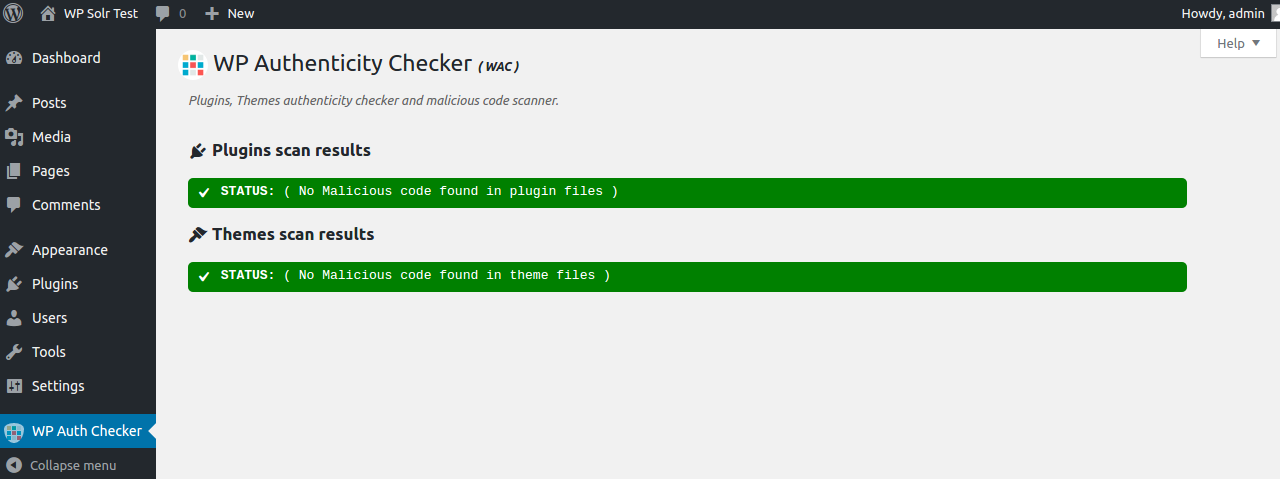 WP Solr Test 0 New Howdy, admin
Help
Dashboard
Posts
Media
Pages
Comments
Appearance
Plugins
Users
Tools
Settings
WP Auth Checker
Collapse menu
WP Authenticity Checker ( WAC )
Plugins, Themes authenticity checker and malicious code scanner.
Plugins scan results
STATUS: ( No Malicious code found in plugin files )
Themes scan results
STATUS: ( No Malicious code found in theme files )